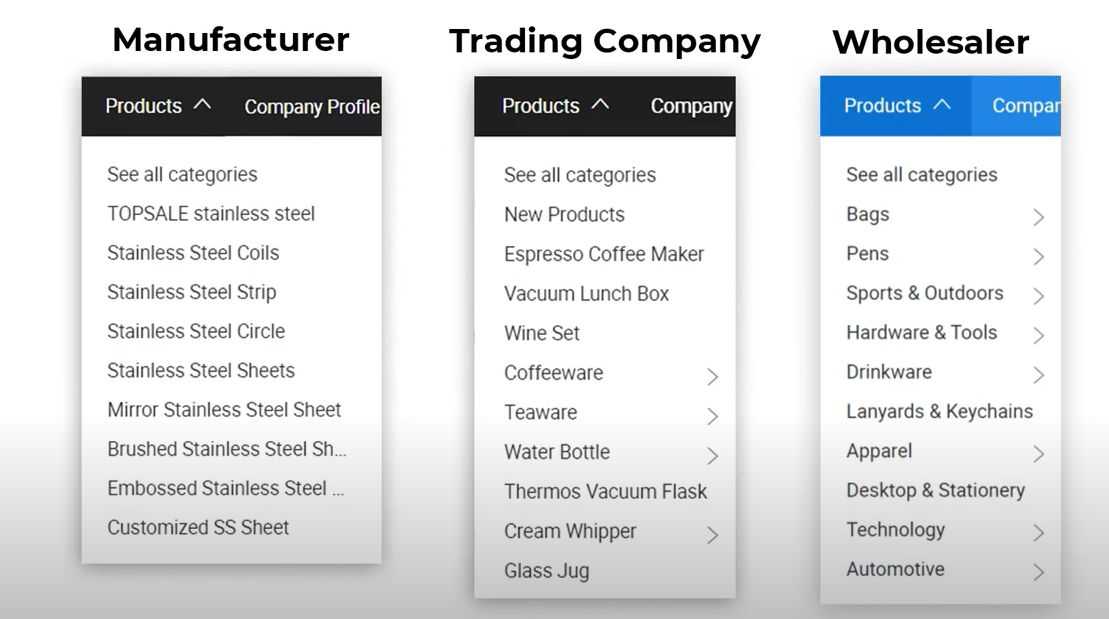 Manufacturer
Products
Company Profile
See all categories
TOPSALE stainless steel
Stainless Steel Coils
Stainless Steel Strip
Stainless Steel Circle
Stainless Steel Sheets
Mirror Stainless Steel Sheet
Brushed Stainless Steel Sh...
Embossed Stainless Steel ...
Customized SS Sheet
Trading Company
Products
Company
See all categories
New Products
Espresso Coffee Maker
Vacuum Lunch Box
Wine Set
Coffeeware
Teaware
Water Bottle
Thermos Vacuum Flask
Cream Whipper
Glass Jug
Wholesaler
Products
Compar
See all categories
Bags
Pens
Sports & Outdoors
Hardware & Tools
Drinkware
Lanyards & Keychains
Apparel
Desktop & Stationery
Technology
Automotive